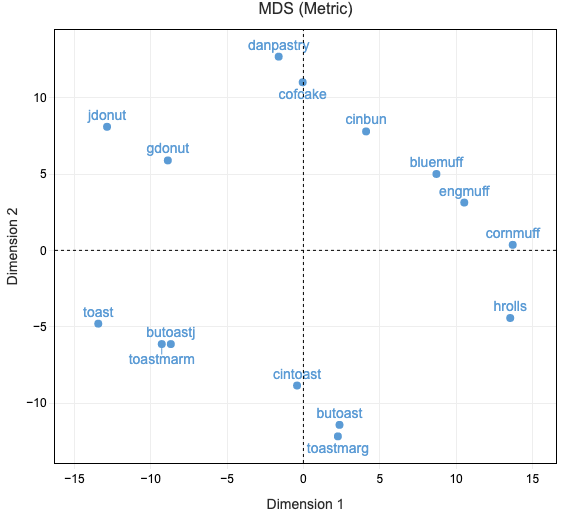 MDS (Metric)
danpastry
cofcake
10
jdonut
cinbun
gdonut
bluemuff
5
engmuff
cornmuff
0
Dimension 2
hrolls
toast
−5
butoastj
toastmarm
cintoast
−10
butoast
toastmarg
−15 −10 −5 0 5 10 15
Dimension 1